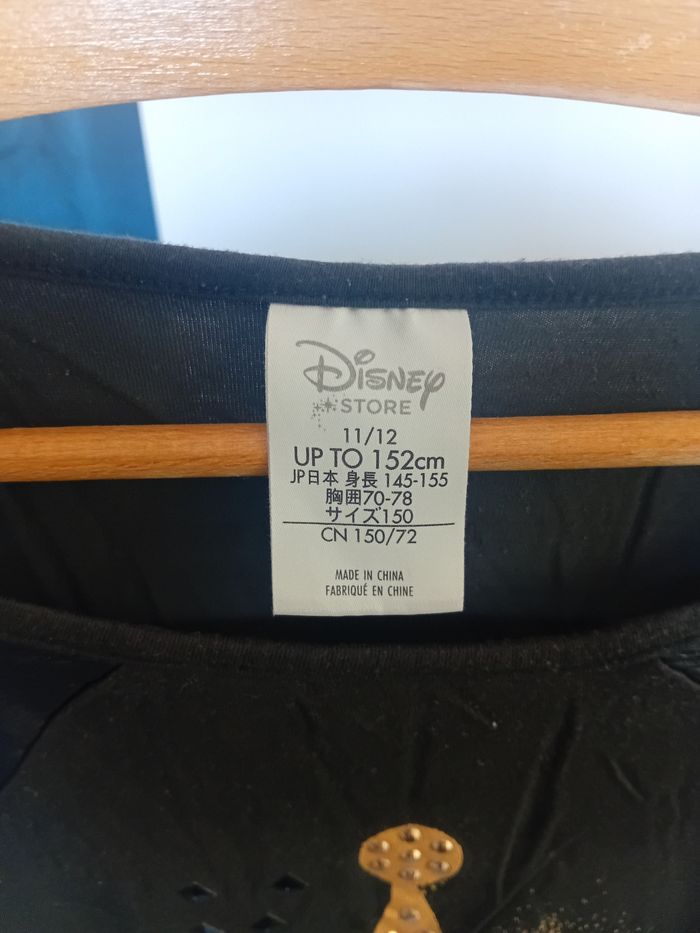 Disney
STORE
11/12
UP TO 152cm
JP日本 身長 145-155
胸囲70-78
サイズ150
CN 150/72
MADE IN CHINA
FABRIQUÉ EN CHINE